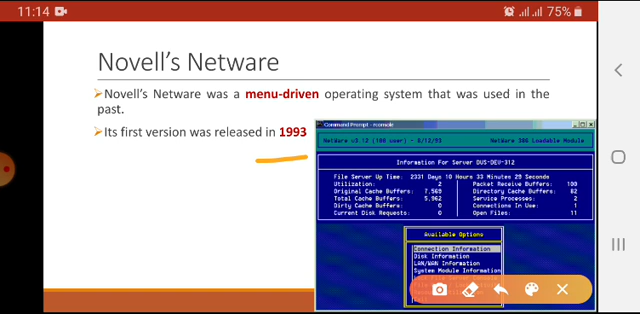 11:14
75%
Novell's Netware
Novell's Netware was a menu-driven operating system that was used in the
past.
Its first version was released in 1993
Command Prompt - rconsole
NetWare v3.12 (100 user) - 8/12/93 NetWare 386 Loadable Module
Information For Server DUS-DEV-312
File Server Up Time: 2331 Days 10 Hours 33 Minutes 29 Seconds
Utilization: 2 Packet Receive Buffers: 100
Original Cache Buffers: 7,569 Directory Cache Buffers: 82
Total Cache Buffers: 5,962 Service Processes: 2
Dirty Cache Buffers: 0 Connections In Use: 1
Current Disk Requests: 0 Open Files: 11
Available Options
Connection Information
Disk Information
LAN/WAN Information
System Module Information